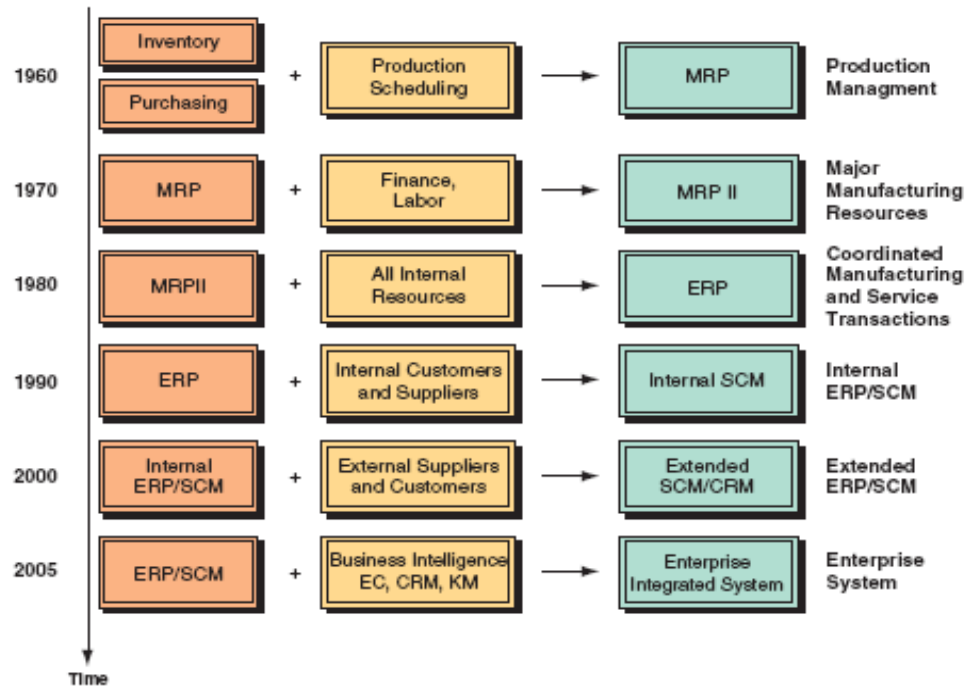 Inventory
1960
Purchasing
+
Production
Scheduling
MRP
Production
Managment
1970
MRP
+
Finance,
Labor
MRP II
Major
Manufacturing
Resources
1980
MRPII
+
All Internal
Resources
ERP
Coordinated
Manufacturing
and Service
Transactions
1990
ERP
+
Internal Customers
and Suppliers
Internal SCM
Internal
ERP/SCM
2000
Internal
ERP/SCM
+
External Suppliers
and Customers
Extended
SCM/CRM
Extended
ERP/SCM
2005
ERP/SCM
+
Business Intelligence
EC, CRM, KM
Enterprise
Integrated System
Enterprise
System
Time